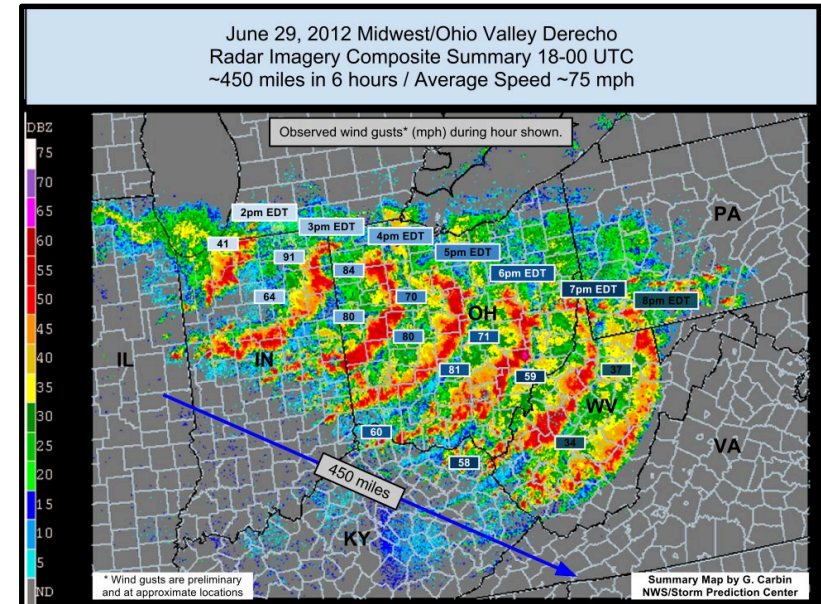 June 29, 2012 Midwest/Ohio Valley Derecho
Radar Imagery Composite Summary 18-00 UTC
~450 miles in 6 hours / Average Speed ~75 mph
Observed wind gusts* (mph) during hour shown.
DBZ
75
70
65
60
55
50
45
40
35
30
25
20
15
10
5
ND
2pm EDT
3pm EDT
4pm EDT
5pm EDT
6pm EDT
7pm EDT
8pm EDT
PA
41
91
84
64
70
80
OH
80
71
IL
IN
81
59
37
WV
60
34
VA
58
450 miles
KY
* Wind gusts are preliminary
and at approximate locations
Summary Map by G. Carbin
NWS/Storm Prediction Center